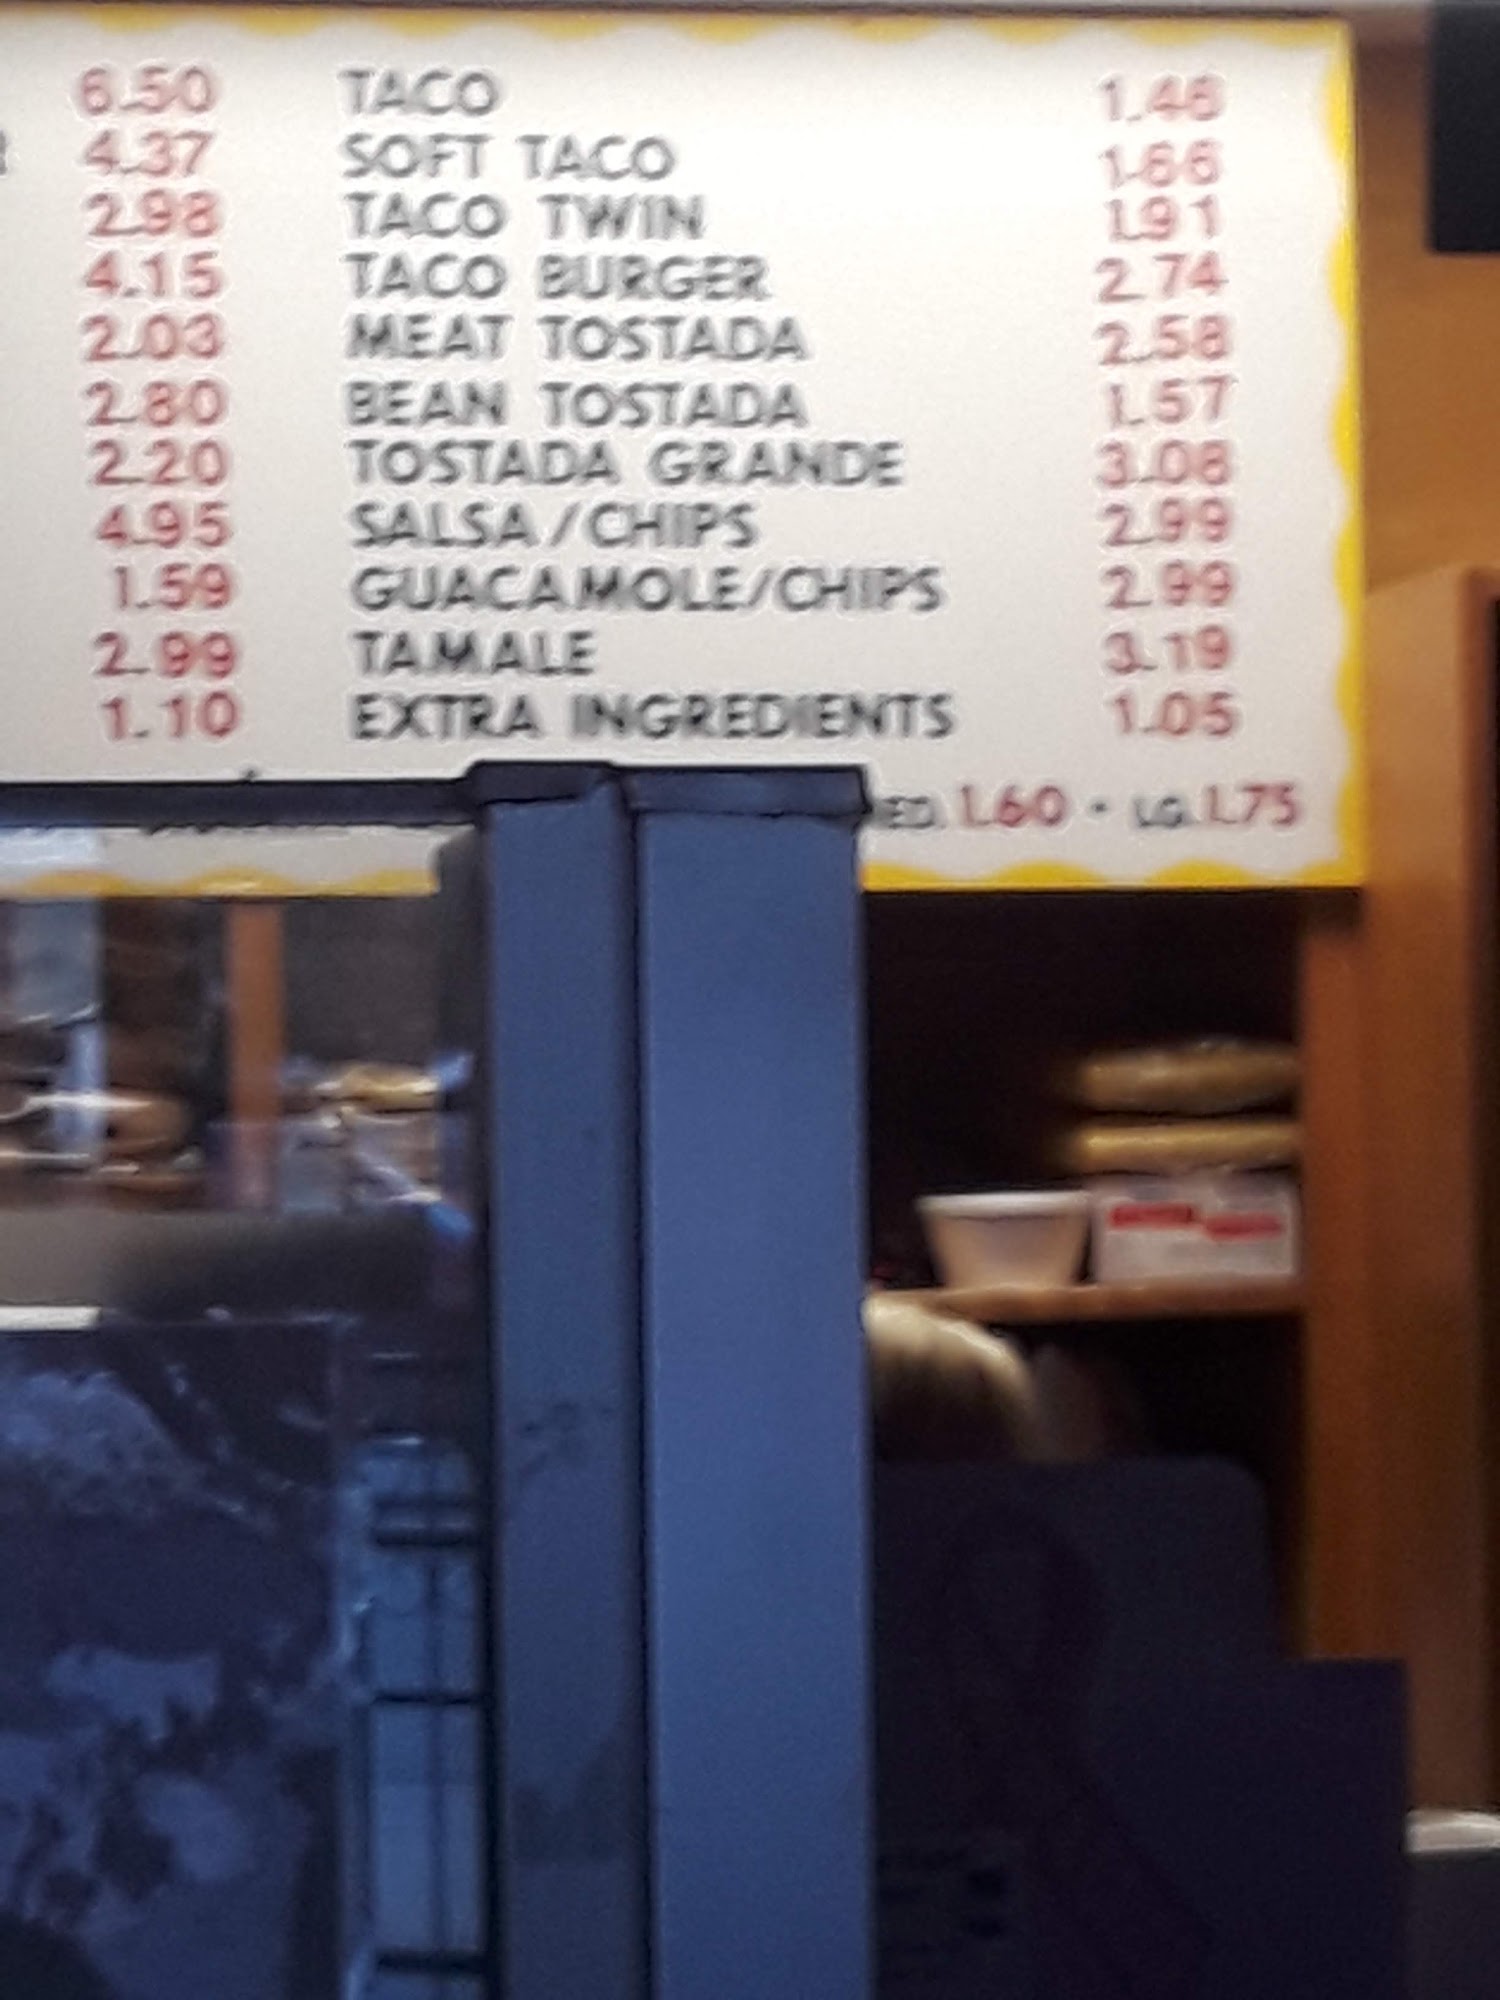 6.50 TACO 1.46
4.37 SOFT TACO 1.66
2.98 TACO TWIN 1.91
4.15 TACO BURGER 2.74
2.03 MEAT TOSTADA 2.58
2.80 BEAN TOSTADA 1.57
2.20 TOSTADA GRANDE 3.08
4.95 SALSA/CHIPS 2.99
1.59 GUACAMOLE/CHIPS 2.99
2.99 TAMALE 3.19
1.10 EXTRA INGREDIENTS 1.05
ED. 1.60 • LG. 1.75